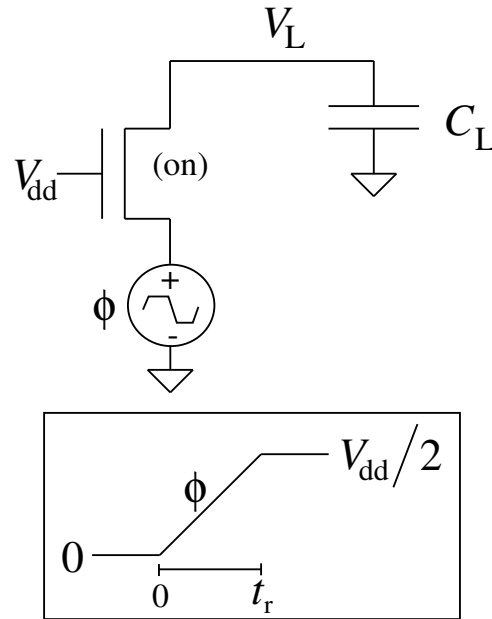 V_L
C_L
(on)
V_dd
+
ϕ
-
V_dd/2
ϕ
0
0 t_r